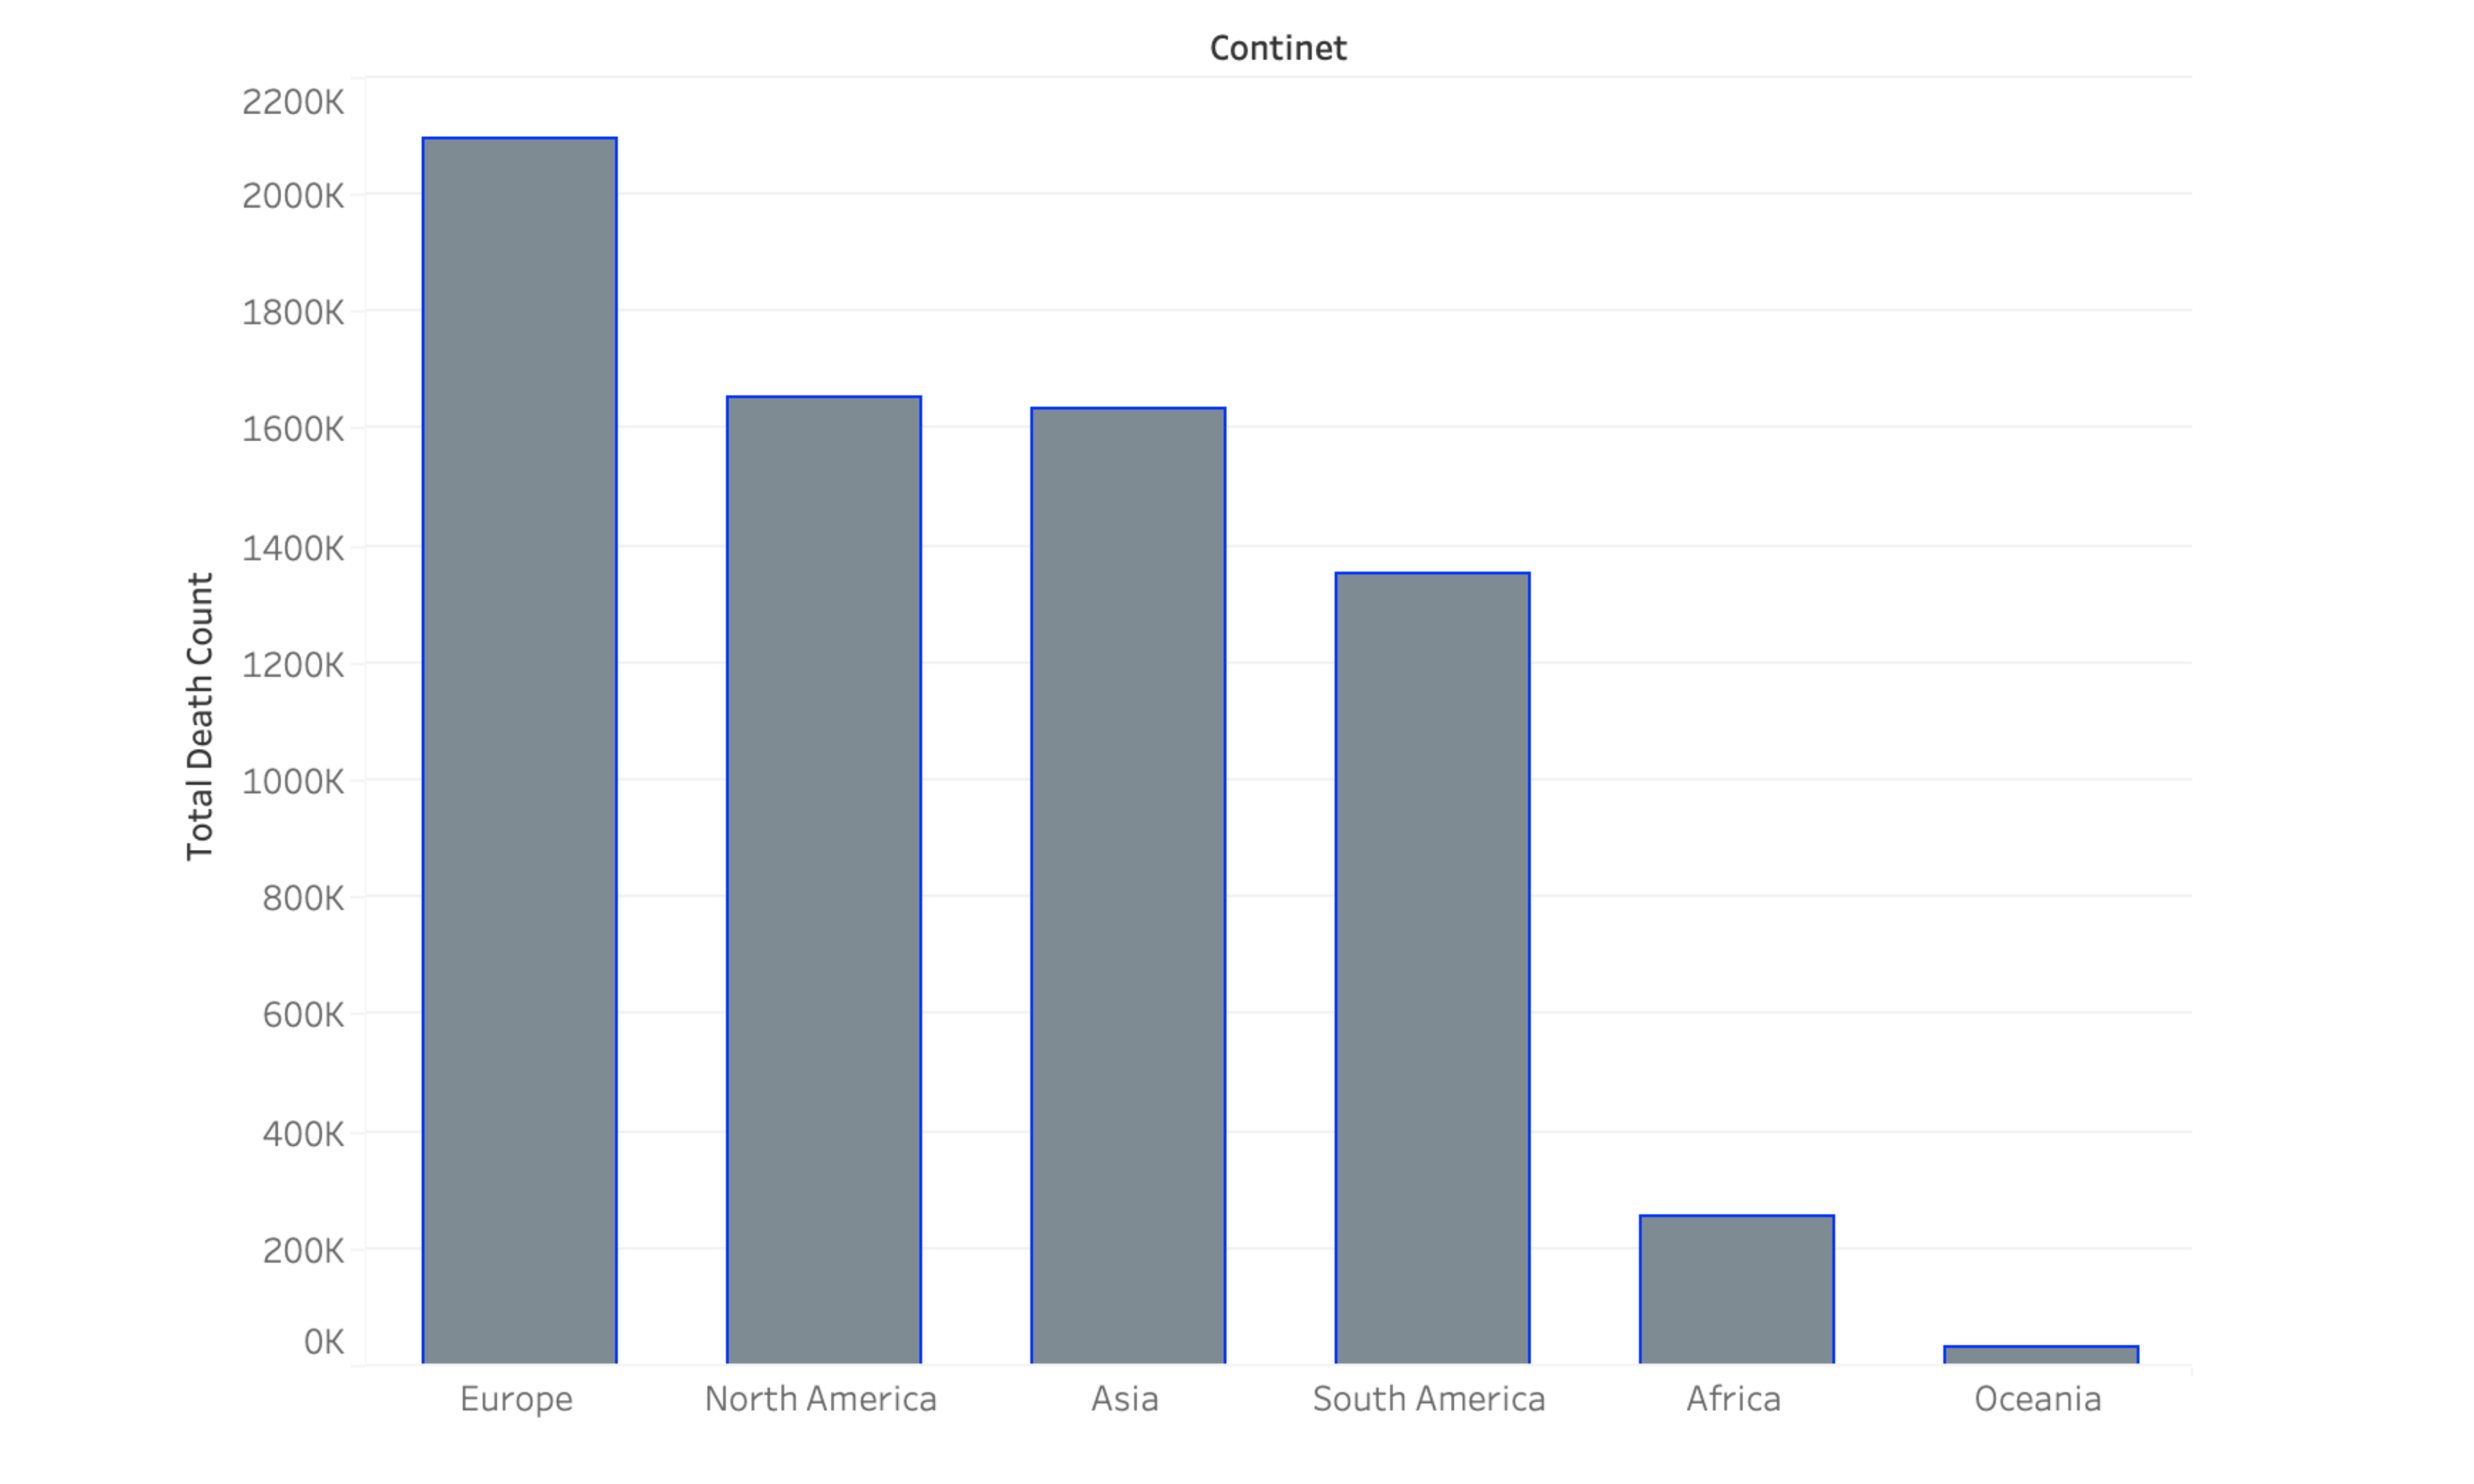 Continet
2200K
2000K
1800K
1600K
1400K
1200K
1000K
800K
600K
400K
200K
0K
Total Death Count
Europe North America Asia South America Africa Oceania